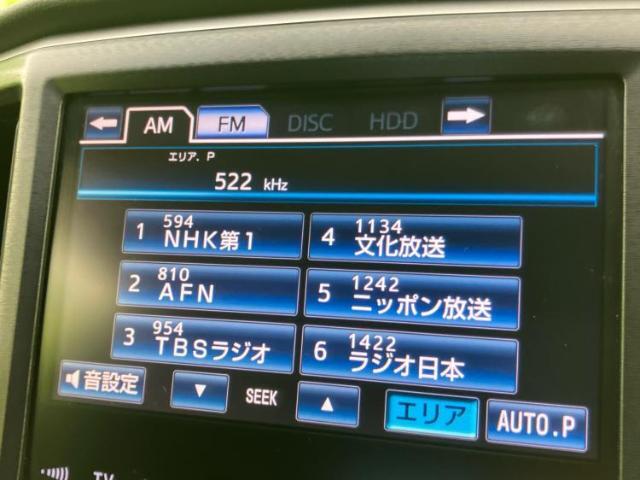 AM FM DISC HDD
エリア. P
522 kHz
1 594 NHK第1
4 1134 文化放送
2 810 AFN
5 1242 ニッポン放送
3 954 TBSラジオ
6 1422 ラジオ日本
音設定 SEEK エリア AUTO.P
TV